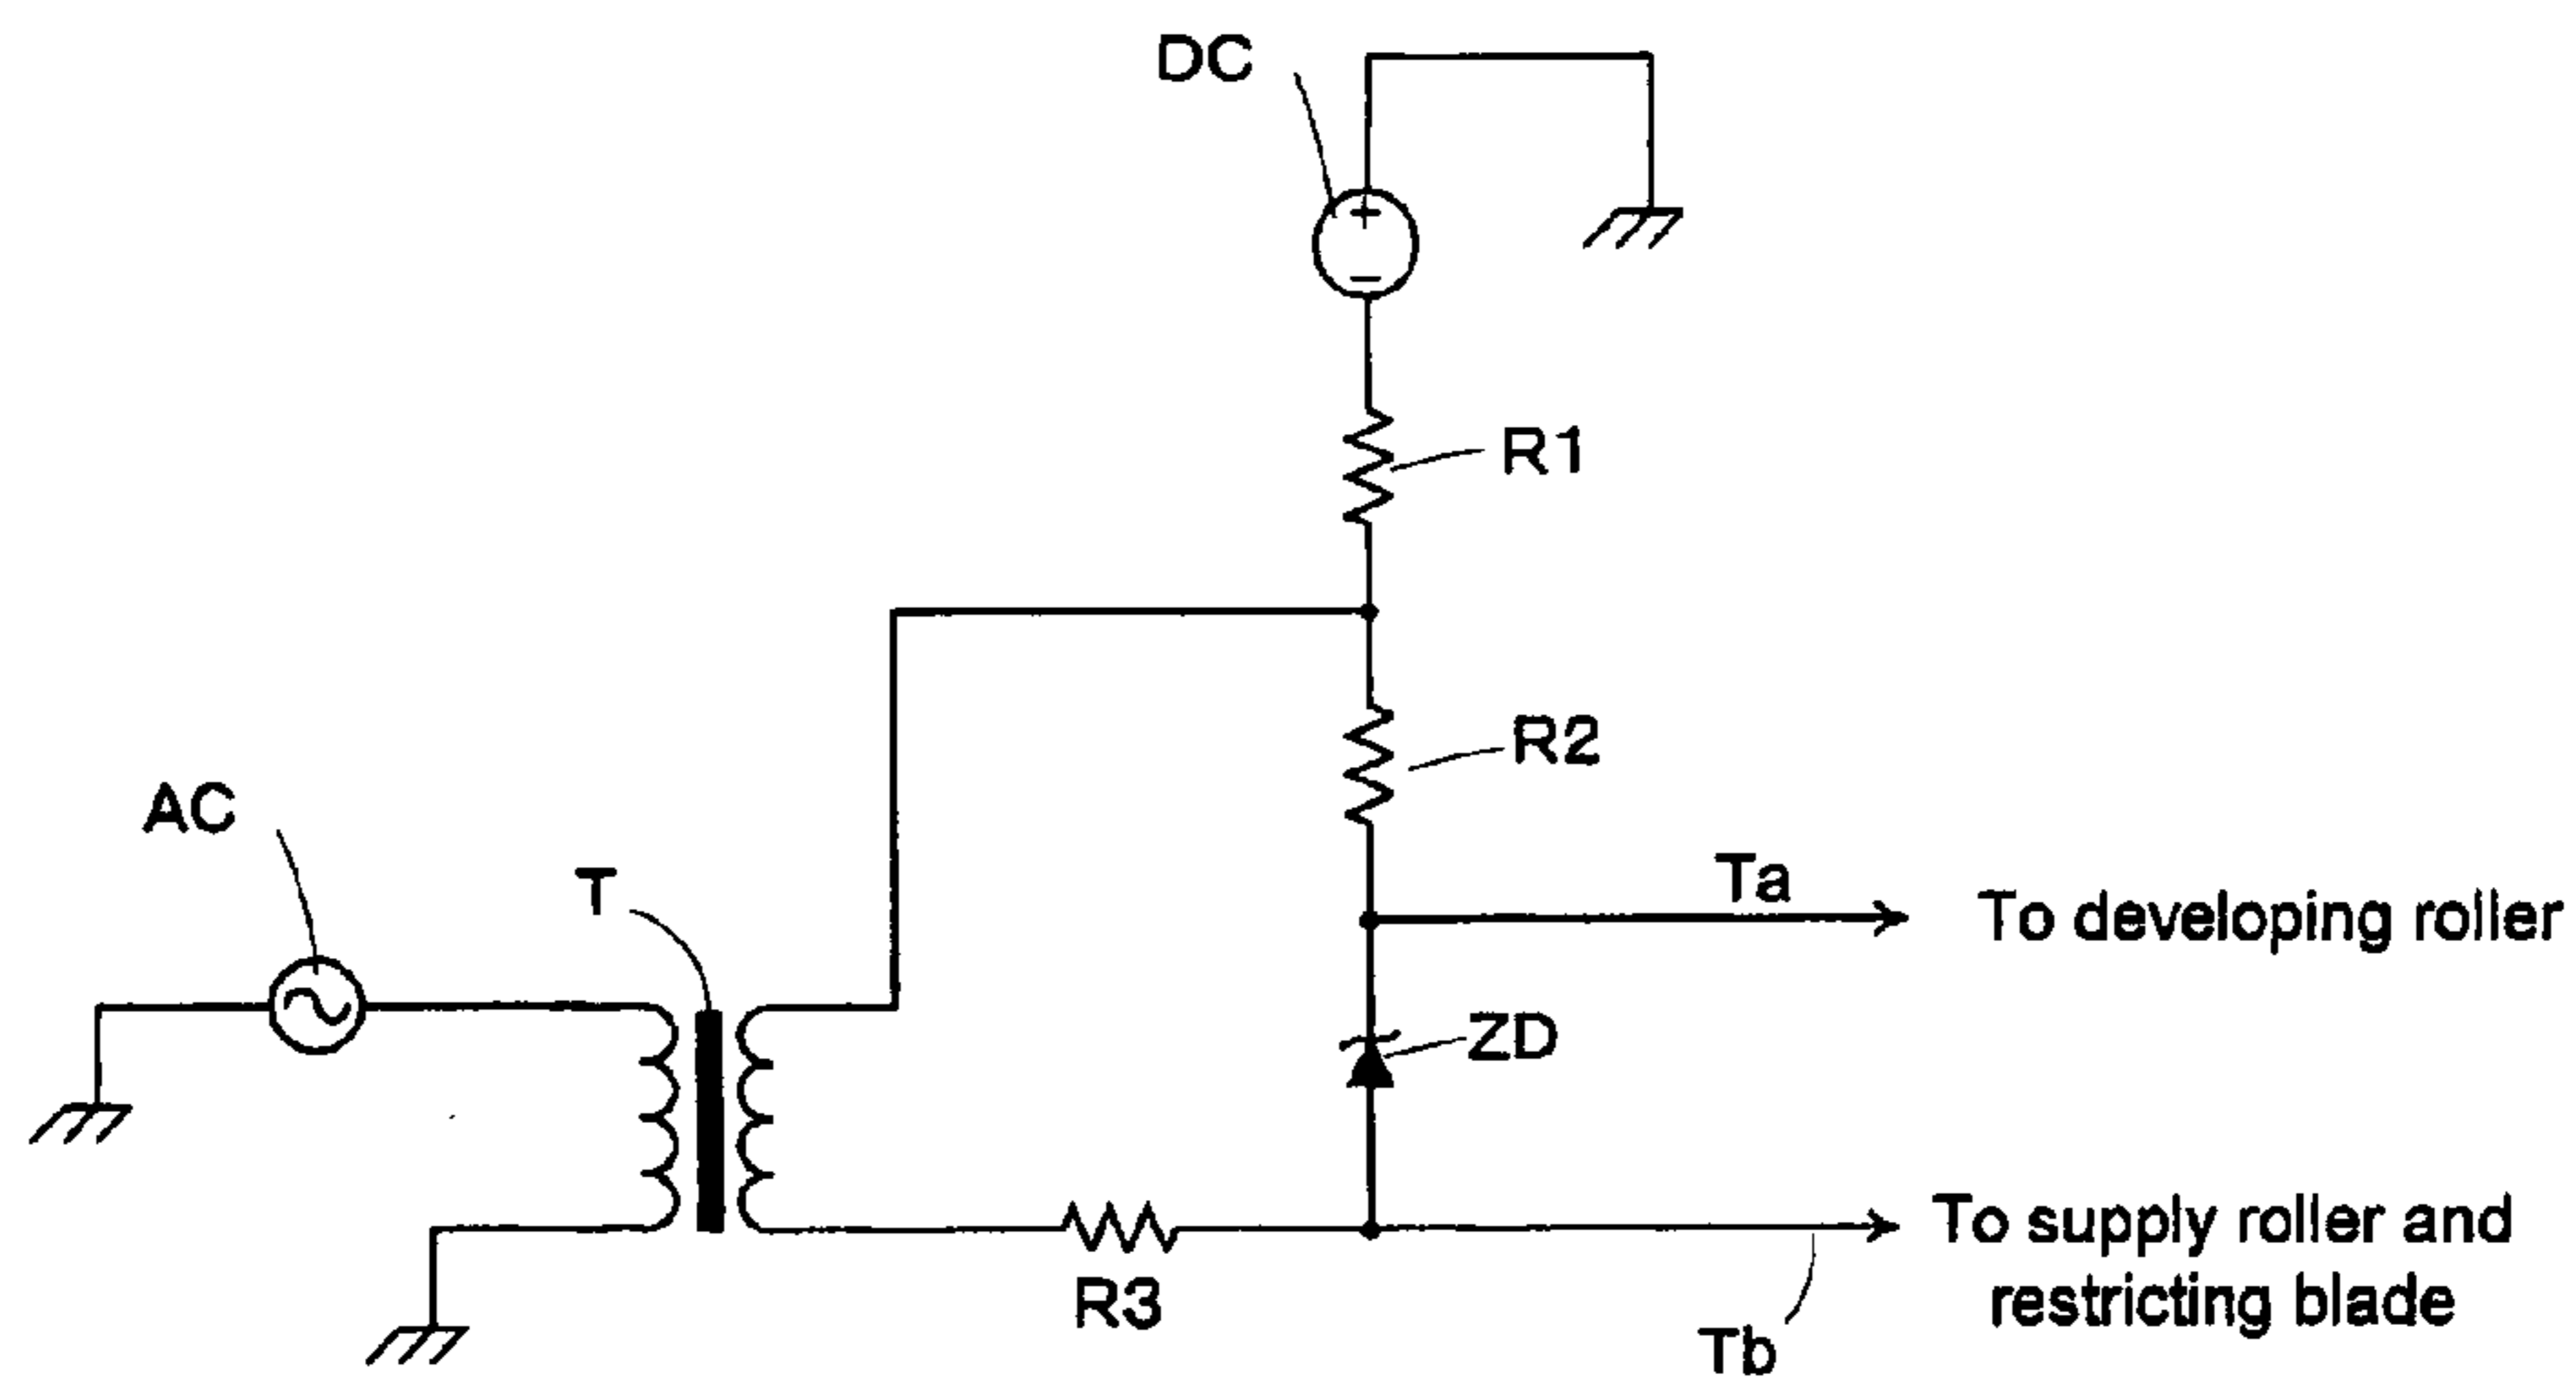 DC
+
−
R1
R2
AC
T
Ta
To developing roller
ZD
To supply roller and
restricting blade
R3
Tb